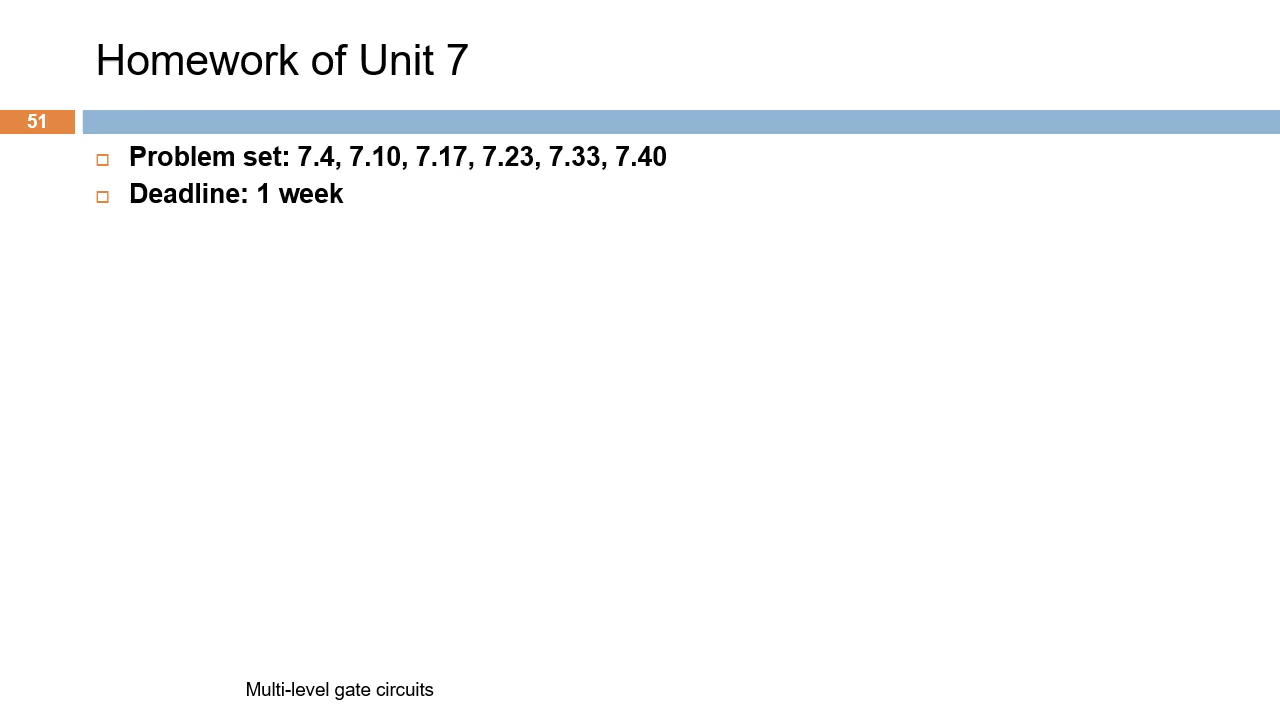 Homework of Unit 7
51
Problem set: 7.4, 7.10, 7.17, 7.23, 7.33, 7.40
Deadline: 1 week
Multi-level gate circuits